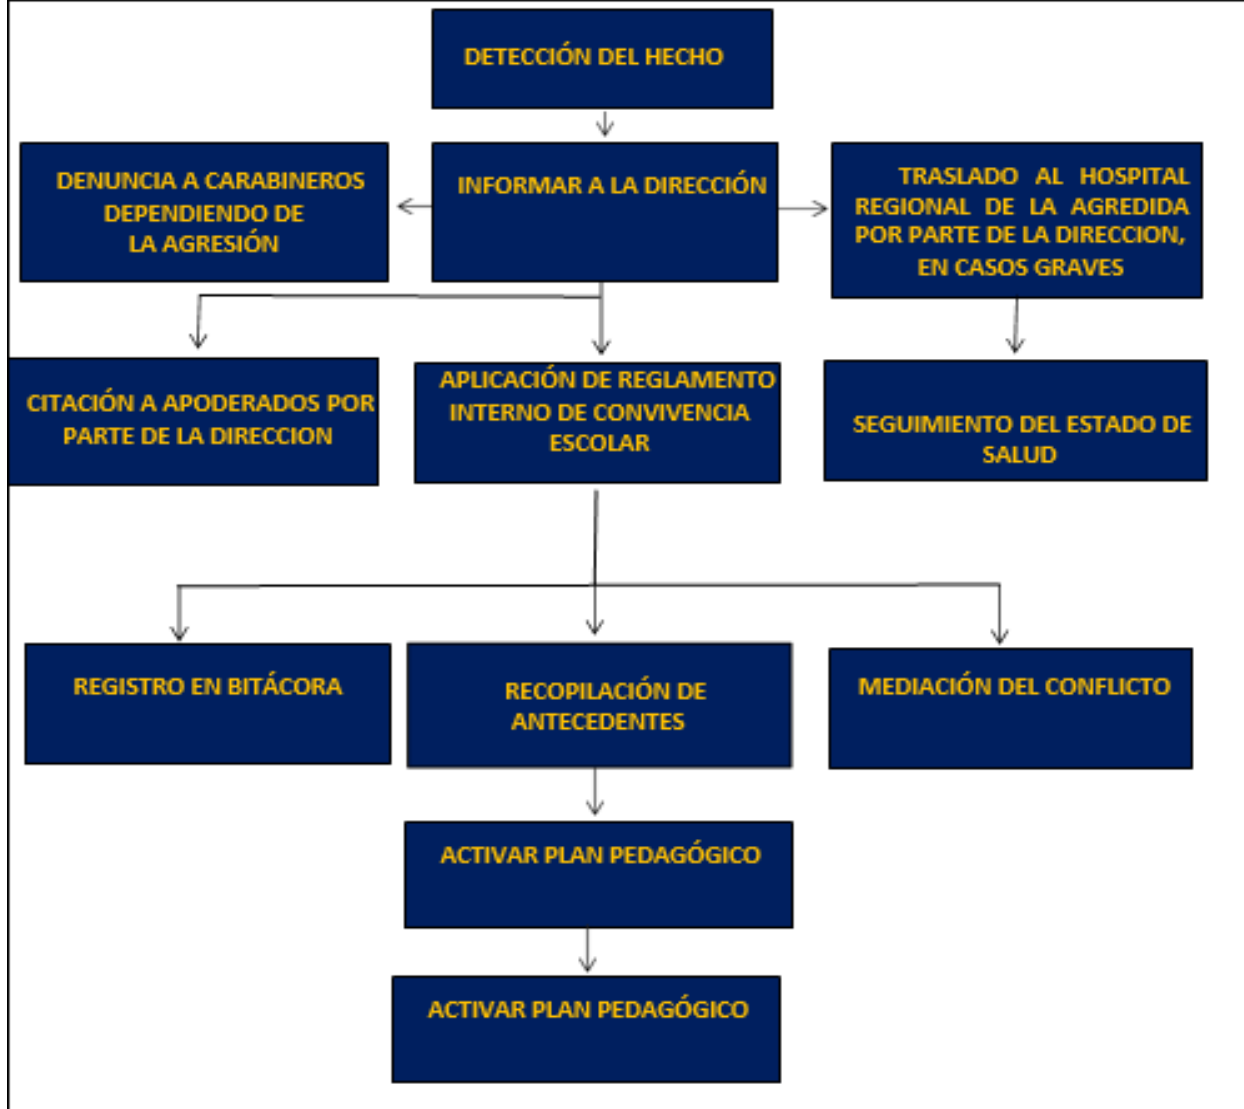 DETECCIÓN DEL HECHO
DENUNCIA A CARABINEROS
DEPENDIENDO DE
LA AGRESIÓN
INFORMAR A LA DIRECCIÓN
TRASLADO AL HOSPITAL
REGIONAL DE LA AGREDIDA
POR PARTE DE LA DIRECCION,
EN CASOS GRAVES
CITACIÓN A APODERADOS POR
PARTE DE LA DIRECCION
APLICACIÓN DE REGLAMENTO
INTERNO DE CONVIVENCIA
ESCOLAR
SEGUIMIENTO DEL ESTADO DE
SALUD
REGISTRO EN BITÁCORA
RECOPILACIÓN DE
ANTECEDENTES
MEDIACIÓN DEL CONFLICTO
ACTIVAR PLAN PEDAGÓGICO
ACTIVAR PLAN PEDAGÓGICO